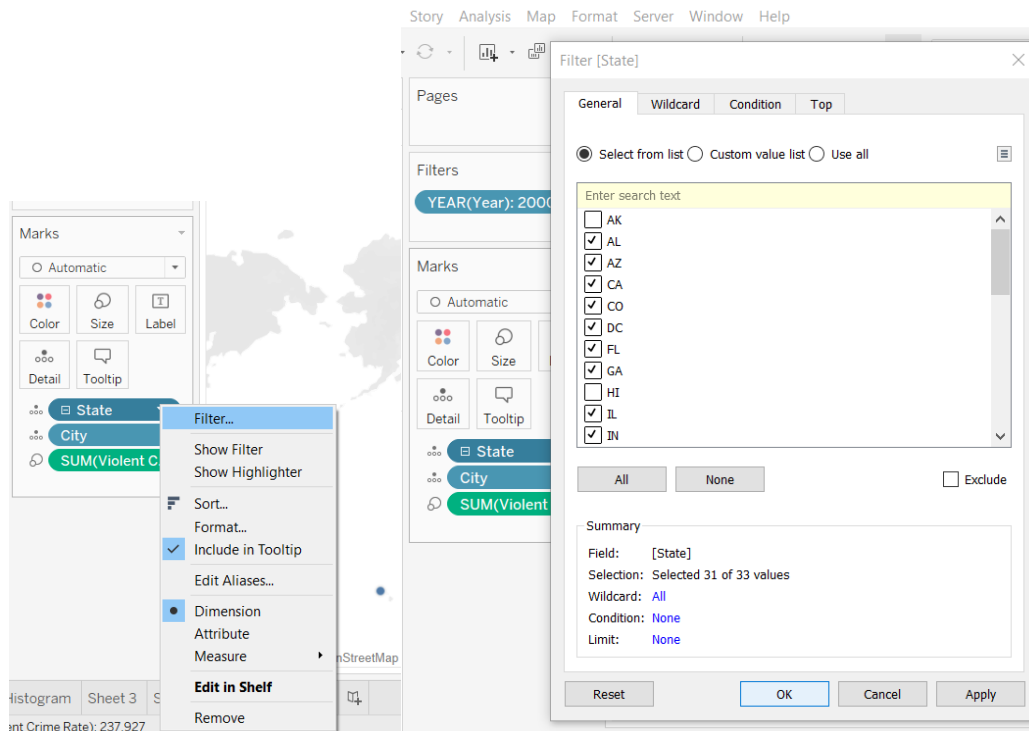 Marks
Automatic
Color Size Label
Detail Tooltip
State
City
SUM(Violent C
Filter...
Show Filter
Show Highlighter
Sort...
Format...
Include in Tooltip
Edit Aliases...
Dimension
Attribute
Measure
Edit in Shelf
Remove
nStreetMap
Histogram Sheet 3 S
ent Crime Rate): 237,927
Story Analysis Map Format Server Window Help
Pages
Filters
YEAR(Year): 2000
Marks
Automatic
Color Size
Detail Tooltip
State
City
SUM(Violent
Filter [State]
General Wildcard Condition Top
Select from list Custom value list Use all
Enter search text
AK
AL
AZ
CA
CO
DC
FL
GA
HI
IL
IN
All None Exclude
Summary
Field: [State]
Selection: Selected 31 of 33 values
Wildcard: All
Condition: None
Limit: None
Reset OK Cancel Apply